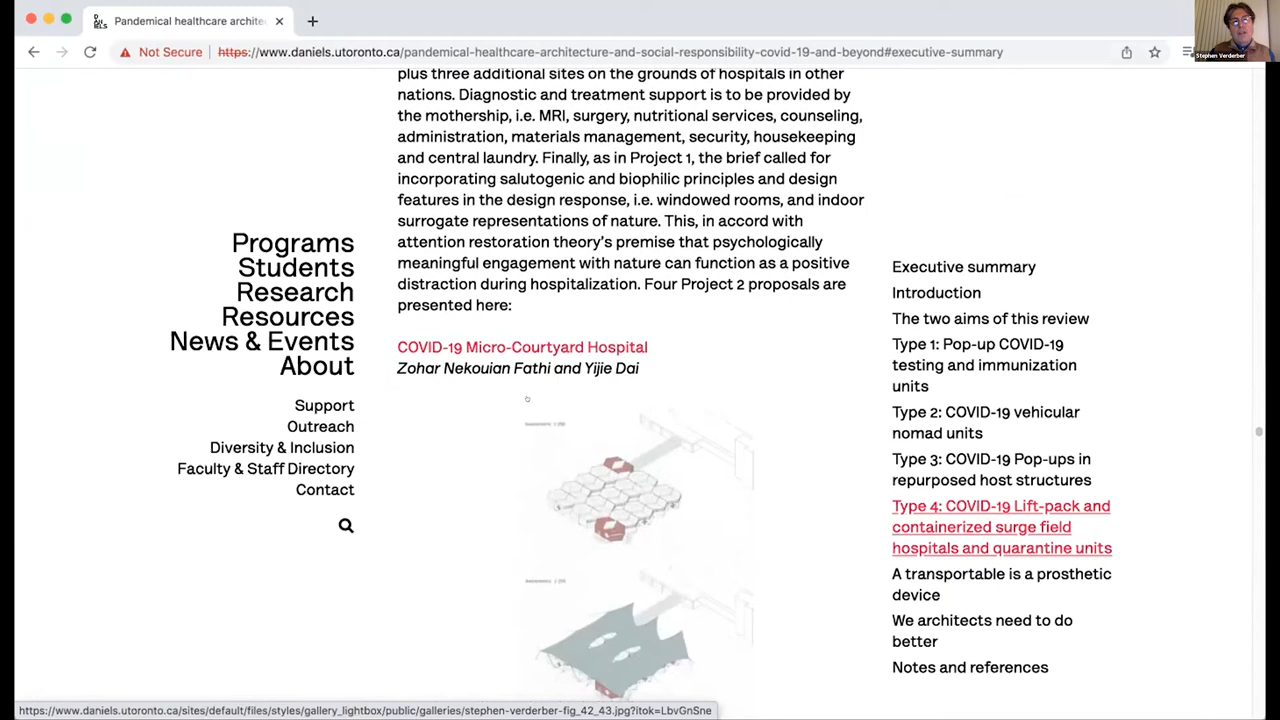 Pandemical healthcare archite
Not Secure
https://www.daniels.utoronto.ca/pandemical-healthcare-architecture-and-social-responsibility-covid-19-and-beyond#executive-summary
Stephen Verderber
plus three additional sites on the grounds of hospitals in other
nations. Diagnostic and treatment support is to be provided by
the mothership, i.e. MRI, surgery, nutritional services, counseling,
administration, materials management, security, housekeeping
and central laundry. Finally, as in Project 1, the brief called for
incorporating salutogenic and biophilic principles and design
features in the design response, i.e. windowed rooms, and indoor
surrogate representations of nature. This, in accord with
attention restoration theory's premise that psychologically
meaningful engagement with nature can function as a positive
distraction during hospitalization. Four Project 2 proposals are
presented here:
COVID-19 Micro-Courtyard Hospital
Zohar Nekouian Fathi and Yijie Dai
Programs
Students
Research
Resources
News & Events
About
Support
Outreach
Diversity & Inclusion
Faculty & Staff Directory
Contact
Executive summary
Introduction
The two aims of this review
Type 1: Pop-up COVID-19
testing and immunization
units
Type 2: COVID-19 vehicular
nomad units
Type 3: COVID-19 Pop-ups in
repurposed host structures
Type 4: COVID-19 Lift-pack and
containerized surge field
hospitals and quarantine units
A transportable is a prosthetic
device
We architects need to do
better
Notes and references
https://www.daniels.utoronto.ca/sites/default/files/styles/gallery_lightbox/public/galleries/stephen-verderber-fig_42_43.jpg?itok=LbvGnSne